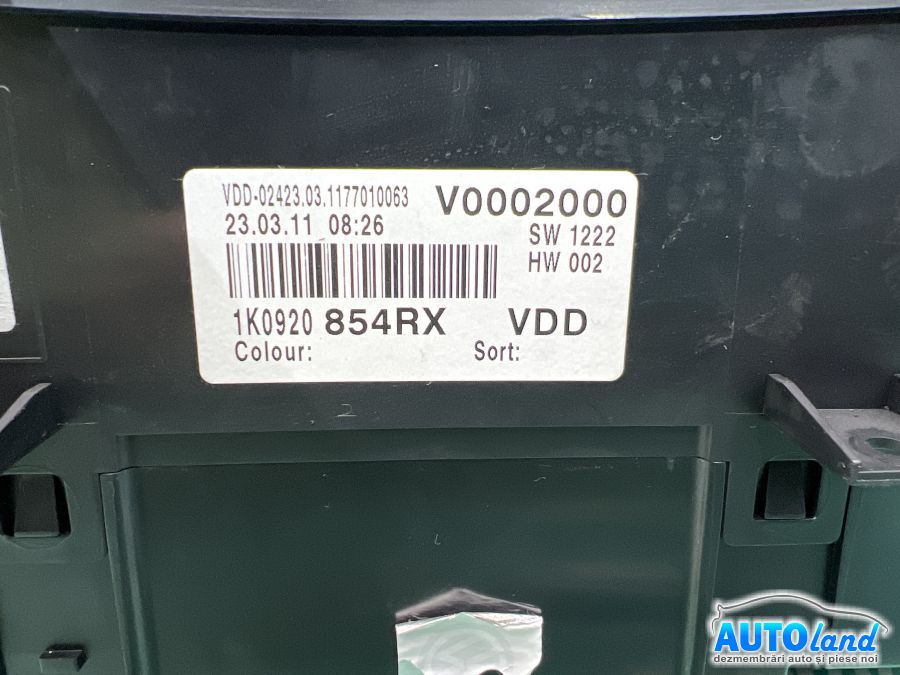 VDD-02423.03.1177010063 V0002000
23.03.11 08:26 SW 1222
HW 002
1K0920 854RX VDD
Colour: Sort:
2
AUTOland
dezmembrări auto și piese noi